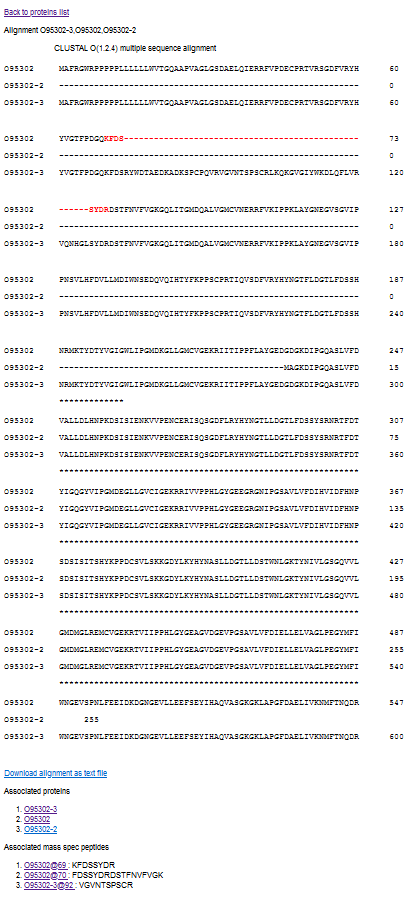 Back to proteins list
Alignment O95302-3,O95302,O95302-2
CLUSTAL O(1.2.4) multiple sequence alignment
O95302 MAFRGWRPPPPPLLLLLLWVTGQAAPVAGLGSDAELQIERRFVPDECPRTVRSGDFVRYH 60
O95302-2 ------------------------------------------------------------ 0
O95302-3 MAFRGWRPPPPPLLLLLLWVTGQAAPVAGLGSDAELQIERRFVPDECPRTVRSGDFVRYH 60
O95302 YVGTFPDGQKFDS----------------------------------------------- 73
O95302-2 ------------------------------------------------------------ 0
O95302-3 YVGTFPDGQKFDSRYWDTAEDKADKSPCPQVRVGVNTSPSCRLKQKGVGIYWKDLQFLVR 120
O95302 ------SYDRDSTFNVFVGKGQLITGMDQALVGMCVNERRFVKIPPKLAYGNEGVSGVIP 127
O95302-2 ------------------------------------------------------------ 0
O95302-3 VQNHGLSYDRDSTFNVFVGKGQLITGMDQALVGMCVNERRFVKIPPKLAYGNEGVSGVIP 180
O95302 PNSVLHFDVLLMDIWNSEDQVQIHTYFKPPSCPRTIQVSDFVRYHYNGTFLDGTLFDSSH 187
O95302-2 ------------------------------------------------------------ 0
O95302-3 PNSVLHFDVLLMDIWNSEDQVQIHTYFKPPSCPRTIQVSDFVRYHYNGTFLDGTLFDSSH 240
O95302 NRMKTYDTYVGIGWLIPGMDKGLLGMCVGEKRIITIPPFLAYGEDGDGKDIPGQASLVFD 247
O95302-2 ---------------------------------------------MAGKDIPGQASLVFD 15
O95302-3 NRMKTYDTYVGIGWLIPGMDKGLLGMCVGEKRIITIPPFLAYGEDGDGKDIPGQASLVFD 300
*************
O95302 VALLDLHNPKDSISIENKVVPENCERISQSGDFLRYHYNGTLLDGTLFDSSYSRNRTFDT 307
O95302-2 VALLDLHNPKDSISIENKVVPENCERISQSGDFLRYHYNGTLLDGTLFDSSYSRNRTFDT 75
O95302-3 VALLDLHNPKDSISIENKVVPENCERISQSGDFLRYHYNGTLLDGTLFDSSYSRNRTFDT 360
************************************************************
O95302 YIGQGYVIPGMDEGLLGVCIGEKRRIVVPPHLGYGEEGRGNIPGSAVLVFDIHVIDFHNP 367
O95302-2 YIGQGYVIPGMDEGLLGVCIGEKRRIVVPPHLGYGEEGRGNIPGSAVLVFDIHVIDFHNP 135
O95302-3 YIGQGYVIPGMDEGLLGVCIGEKRRIVVPPHLGYGEEGRGNIPGSAVLVFDIHVIDFHNP 420
************************************************************
O95302 SDSISITSHYKPPDCSVLSKKGDYLKYHYNASLLDGTLLDSTWNLGKTYNIVLGSGQVVL 427
O95302-2 SDSISITSHYKPPDCSVLSKKGDYLKYHYNASLLDGTLLDSTWNLGKTYNIVLGSGQVVL 195
O95302-3 SDSISITSHYKPPDCSVLSKKGDYLKYHYNASLLDGTLLDSTWNLGKTYNIVLGSGQVVL 480
************************************************************
O95302 GMDMGLREMCVGEKRTVIIPPHLGYGEAGVDGEVPGSAVLVFDIELLELVAGLPEGYMFI 487
O95302-2 GMDMGLREMCVGEKRTVIIPPHLGYGEAGVDGEVPGSAVLVFDIELLELVAGLPEGYMFI 255
O95302-3 GMDMGLREMCVGEKRTVIIPPHLGYGEAGVDGEVPGSAVLVFDIELLELVAGLPEGYMFI 540
************************************************************
O95302 WNGEVSPNLFEEIDKDGNGEVLLEEFSEYIHAQVASGKGKLAPGFDAELIVKNMFTNQDR 547
O95302-2 255
O95302-3 WNGEVSPNLFEEIDKDGNGEVLLEEFSEYIHAQVASGKGKLAPGFDAELIVKNMFTNQDR 600
Download alignment as text file
Associated proteins
1. O95302-3
2. O95302
3. O95302-2
Associated mass spec peptides
1. O95302@69 : KFDSSYDR
2. O95302@70 : FDSSYDRDSTFNVFVGK
3. O95302-3@92 : VGVNTSPSCR